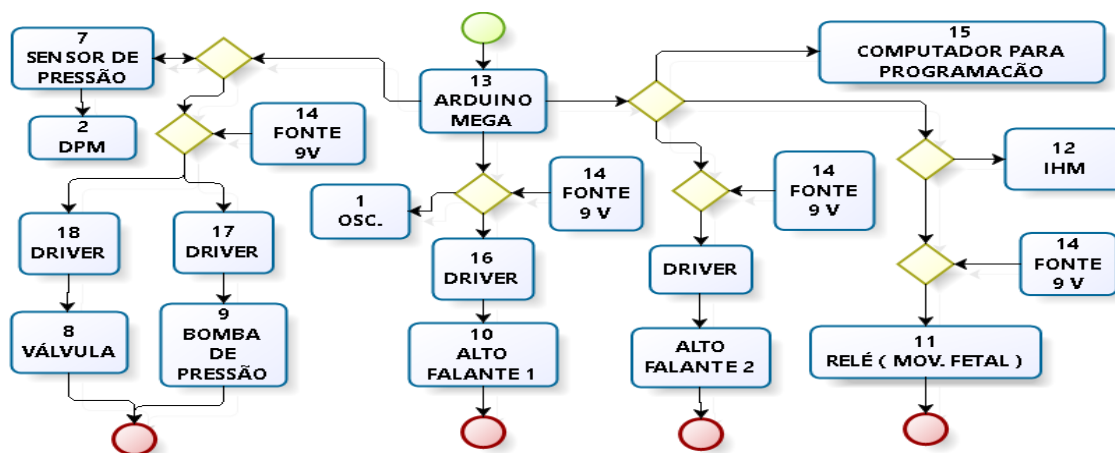 7
SENSOR DE
PRESSÃO
2
DPM
14
FONTE
9V
18
DRIVER
17
DRIVER
8
VÁLVULA
9
BOMBA
DE
PRESSÃO
13
ARDUINO
MEGA
1
OSC.
14
FONTE
9 V
16
DRIVER
10
ALTO
FALANTE 1
14
FONTE
9 V
DRIVER
ALTO
FALANTE 2
15
COMPUTADOR PARA
PROGRAMACÃO
12
IHM
14
FONTE
9 V
11
RELÉ ( MOV. FETAL )